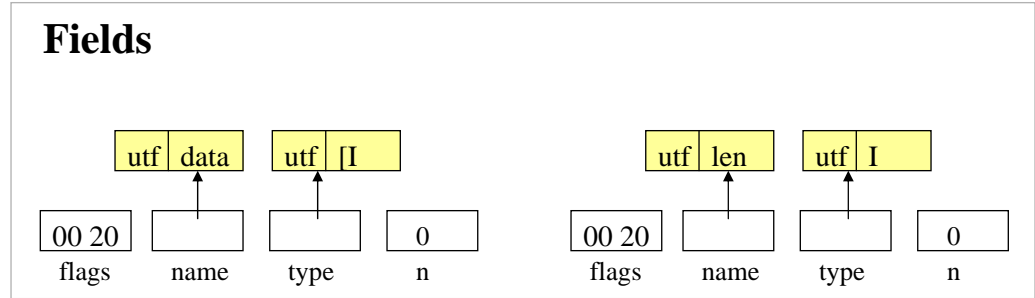 Fields
utf data utf [I utf len utf I
00 20 0 00 20 0
flags name type n flags name type n